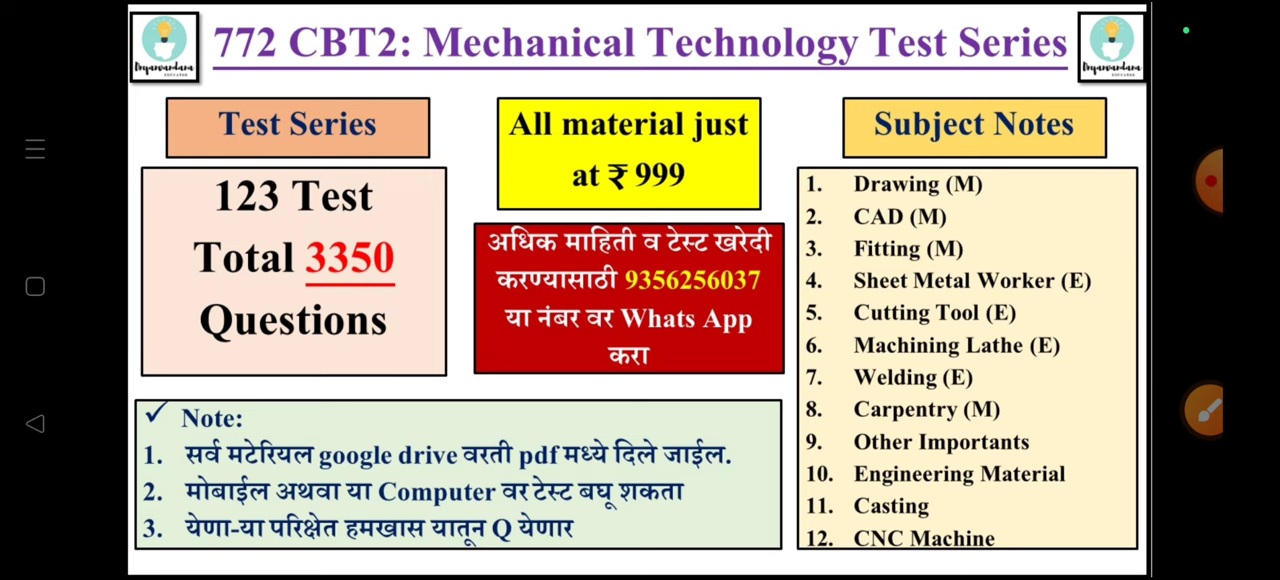 772 CBT2: Mechanical Technology Test Series
Dnyanvandana
EDUCATOR
Dnyanvandana
EDUCATOR
Test Series
123 Test
Total 3350
Questions
All material just
at ₹ 999
अधिक माहिती व टेस्ट खरेदी
करण्यासाठी 9356256037
या नंबर वर Whats App
करा
Subject Notes
1. Drawing (M)
2. CAD (M)
3. Fitting (M)
4. Sheet Metal Worker (E)
5. Cutting Tool (E)
6. Machining Lathe (E)
7. Welding (E)
8. Carpentry (M)
9. Other Importants
10. Engineering Material
11. Casting
12. CNC Machine
✓ Note:
1. सर्व मटेरियल google drive वरती pdf मध्ये दिले जाईल.
2. मोबाईल अथवा या Computer वर टेस्ट बघू शकता
3. येणा-या परिक्षेत हमखास यातून Q येणार